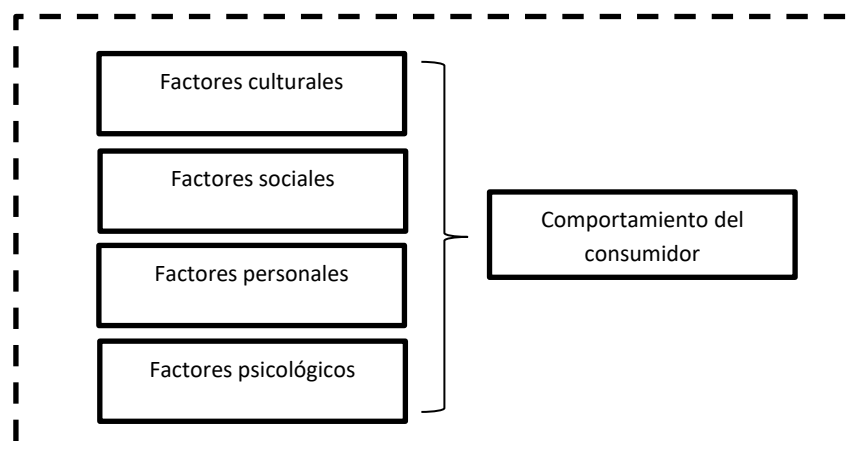 Factores culturales
Factores sociales
Factores personales
Factores psicológicos
Comportamiento del
consumidor